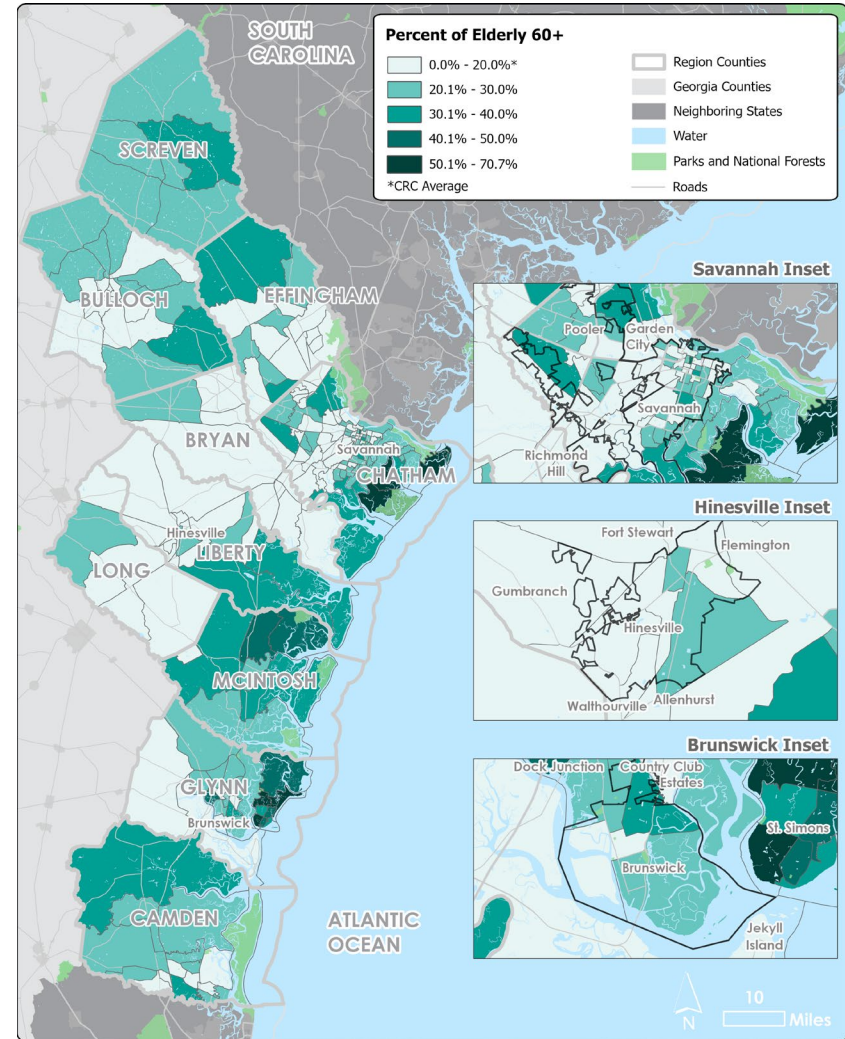 SOUTH
CAROLINA
Percent of Elderly 60+
0.0% - 20.0%*
20.1% - 30.0%
30.1% - 40.0%
40.1% - 50.0%
50.1% - 70.7%
*CRC Average
Region Counties
Georgia Counties
Neighboring States
Water
Parks and National Forests
Roads
SCREVEN
BULLOCH
EFFINGHAM
BRYAN
Savannah
CHATHAM
Hinesville
LIBERTY
LONG
MCINTOSH
GLYNN
Brunswick
CAMDEN
ATLANTIC
OCEAN
Savannah Inset
Pooler
Garden
City
Savannah
Richmond
Hill
Hinesville Inset
Fort Stewart
Flemington
Gumbranch
Hinesville
Walthourville
Allenhurst
Brunswick Inset
Dock Junction
Country Club
Estates
St. Simons
Brunswick
Jekyll
Island
N
10
Miles